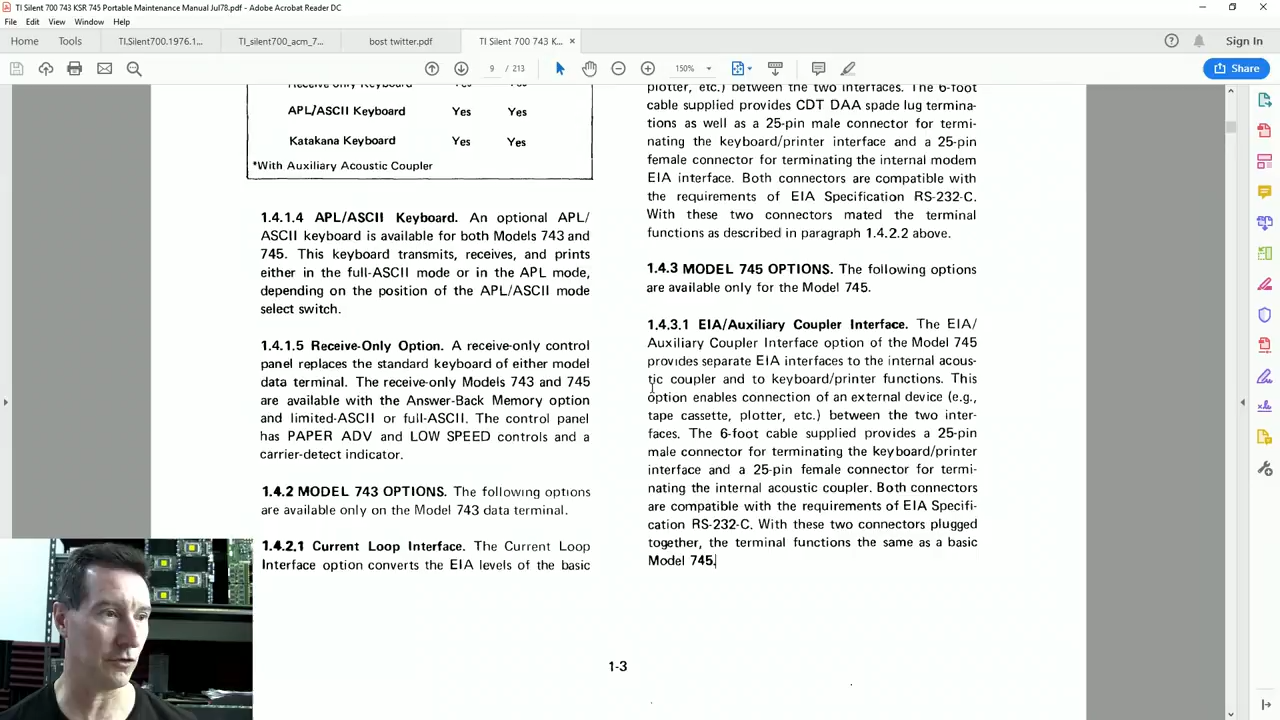 TI Silent 700 743 KSR 745 Portable Maintenance Manual Jul78.pdf - Adobe Acrobat Reader DC
File Edit View Window Help
Home Tools TI.Silent700.1976.1... TI_silent700_acm_7... bost twitter.pdf TI Silent 700 743 K... × Sign In
9 / 213 150% Share
Receive-Only Keyboard Yes Yes
APL/ASCII Keyboard Yes Yes
Katakana Keyboard Yes Yes
*With Auxiliary Acoustic Coupler
1.4.1.4 APL/ASCII Keyboard. An optional APL/
ASCII keyboard is available for both Models 743 and
745. This keyboard transmits, receives, and prints
either in the full-ASCII mode or in the APL mode,
depending on the position of the APL/ASCII mode
select switch.
1.4.1.5 Receive-Only Option. A receive-only control
panel replaces the standard keyboard of either model
data terminal. The receive-only Models 743 and 745
are available with the Answer-Back Memory option
and limited-ASCII or full-ASCII. The control panel
has PAPER ADV and LOW SPEED controls and a
carrier-detect indicator.
1.4.2 MODEL 743 OPTIONS. The following options
are available only on the Model 743 data terminal.
1.4.2.1 Current Loop Interface. The Current Loop
Interface option converts the EIA levels of the basic
plotter, etc.) between the two interfaces. The 6-foot
cable supplied provides CDT DAA spade lug termina-
tions as well as a 25-pin male connector for termi-
nating the keyboard/printer interface and a 25-pin
female connector for terminating the internal modem
EIA interface. Both connectors are compatible with
the requirements of EIA Specification RS-232-C.
With these two connectors mated the terminal
functions as described in paragraph 1.4.2.2 above.
1.4.3 MODEL 745 OPTIONS. The following options
are available only for the Model 745.
1.4.3.1 EIA/Auxiliary Coupler Interface. The EIA/
Auxiliary Coupler Interface option of the Model 745
provides separate EIA interfaces to the internal acous-
tic coupler and to keyboard/printer functions. This
option enables connection of an external device (e.g.,
tape cassette, plotter, etc.) between the two inter-
faces. The 6-foot cable supplied provides a 25-pin
male connector for terminating the keyboard/printer
interface and a 25-pin female connector for termi-
nating the internal acoustic coupler. Both connectors
are compatible with the requirements of EIA Specifi-
cation RS-232-C. With these two connectors plugged
together, the terminal functions the same as a basic
Model 745.
1-3